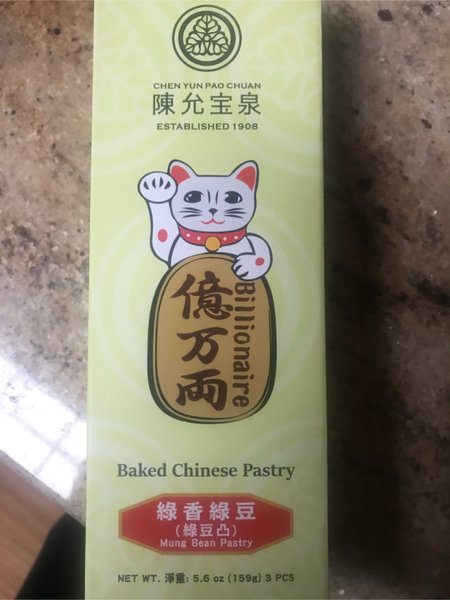 CHEN YUN PAO CHUAN
陳允宝泉
ESTABLISHED 1908
億万両
Billionaire
Baked Chinese Pastry
綠香綠豆
(綠豆凸)
Mung Bean Pastry
NET WT. 淨重: 5.6 oz (159g) 3 PCS